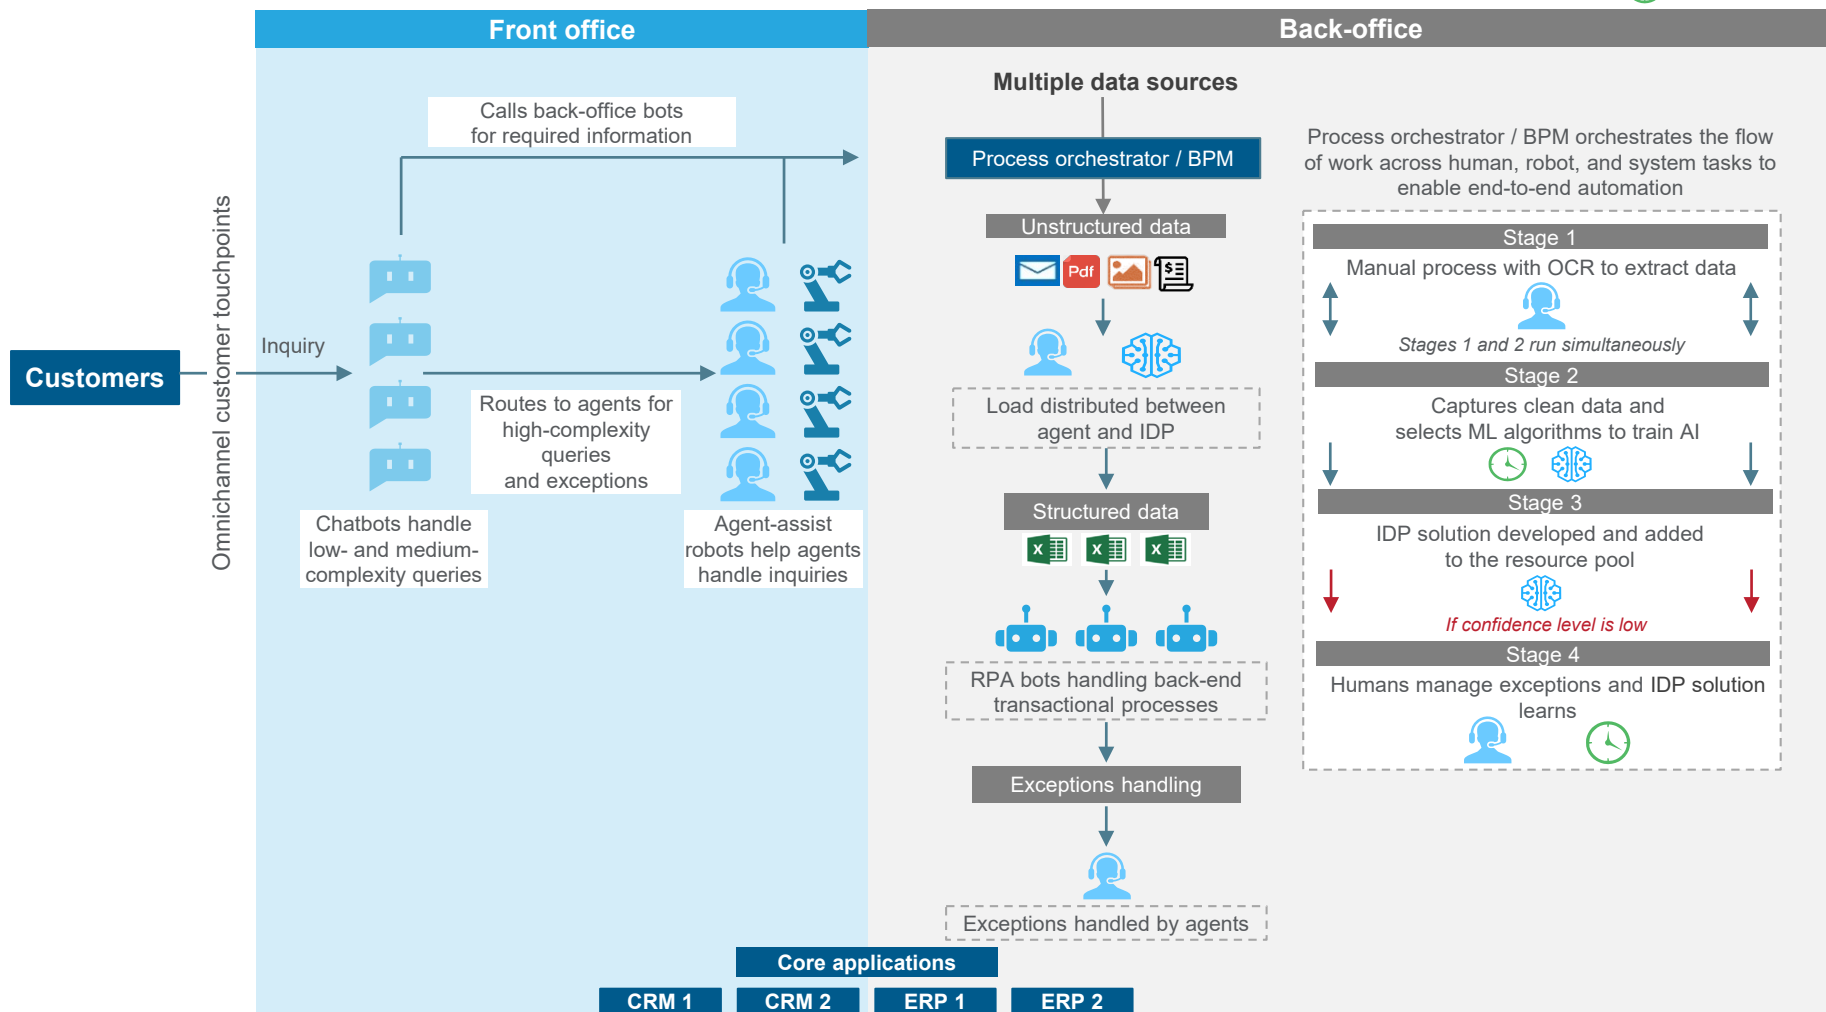 Front office
Back-office
Calls back-office bots
for required information
Omnichannel customer touchpoints
Customers
Inquiry
Routes to agents for
high-complexity
queries
and exceptions
Chatbots handle
low- and medium-
complexity queries
Agent-assist
robots help agents
handle inquiries
Multiple data sources
Process orchestrator / BPM
Unstructured data
Pdf
$
Load distributed between
agent and IDP
Structured data
X
X
X
RPA bots handling back-end
transactional processes
Exceptions handling
Exceptions handled by agents
Process orchestrator / BPM orchestrates the flow
of work across human, robot, and system tasks to
enable end-to-end automation
Stage 1
Manual process with OCR to extract data
Stages 1 and 2 run simultaneously
Stage 2
Captures clean data and
selects ML algorithms to train AI
Stage 3
IDP solution developed and added
to the resource pool
If confidence level is low
Stage 4
Humans manage exceptions and IDP solution
learns
Core applications
CRM 1
CRM 2
ERP 1
ERP 2